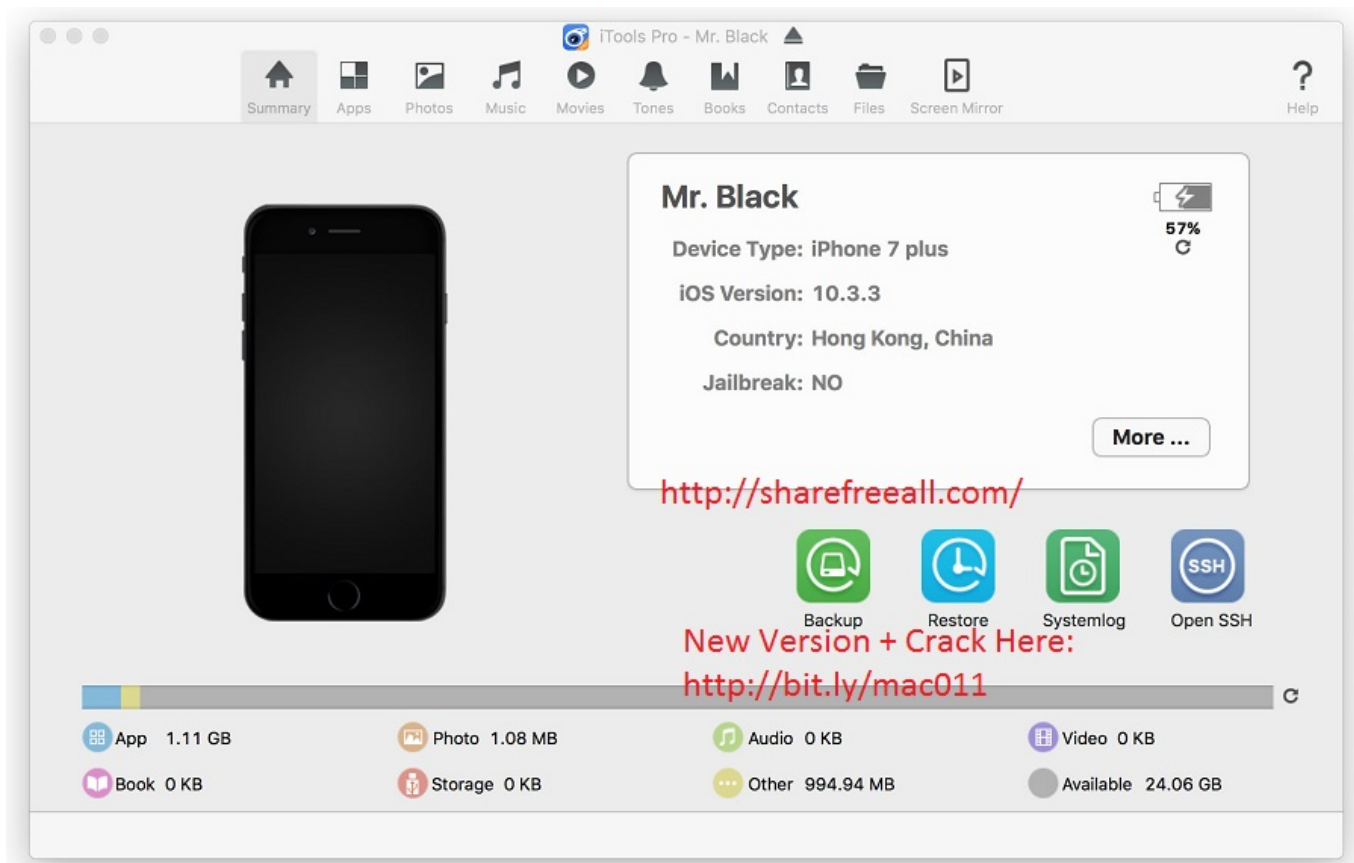 iTools Pro - Mr. Black
Summary Apps Photos Music Movies Tones Books Contacts Files Screen Mirror Help
Mr. Black
57%
Device Type: iPhone 7 plus
iOS Version: 10.3.3
Country: Hong Kong, China
Jailbreak: NO
More ...
http://sharefreeall.com/
SSH
Backup Restore Systemlog Open SSH
New Version + Crack Here:
http://bit.ly/mac011
App 1.11 GB Photo 1.08 MB Audio 0 KB Video 0 KB
Book 0 KB Storage 0 KB Other 994.94 MB Available 24.06 GB